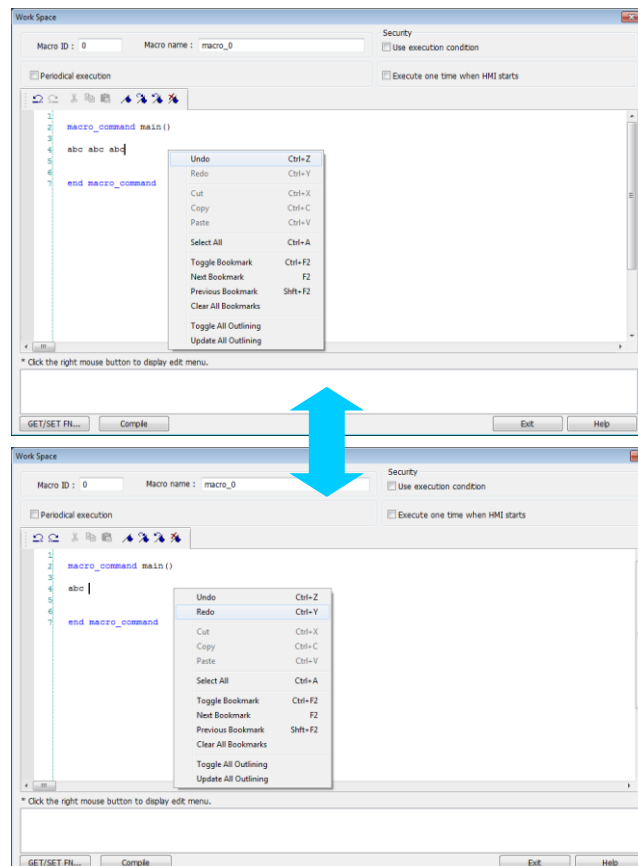 Work Space
Security
Macro ID : 0 Macro name : macro_0 Use execution condition
Periodical execution Execute one time when HMI starts
1
2 macro_command main()
3
4 abc abc abc
5
6
7 end macro_command
Undo Ctrl+Z
Redo Ctrl+Y
Cut Ctrl+X
Copy Ctrl+C
Paste Ctrl+V
Select All Ctrl+A
Toggle Bookmark Ctrl+F2
Next Bookmark F2
Previous Bookmark Shft+F2
Clear All Bookmarks
Toggle All Outlining
Update All Outlining
* Click the right mouse button to display edit menu.
GET/SET FN... Compile Exit Help
Work Space
Security
Macro ID : 0 Macro name : macro_0 Use execution condition
Periodical execution Execute one time when HMI starts
1
2 macro_command main()
3
4 abc
5
6
7 end macro_command
Undo Ctrl+Z
Redo Ctrl+Y
Cut Ctrl+X
Copy Ctrl+C
Paste Ctrl+V
Select All Ctrl+A
Toggle Bookmark Ctrl+F2
Next Bookmark F2
Previous Bookmark Shft+F2
Clear All Bookmarks
Toggle All Outlining
Update All Outlining
* Click the right mouse button to display edit menu.
GET/SET FN... Compile Exit Help